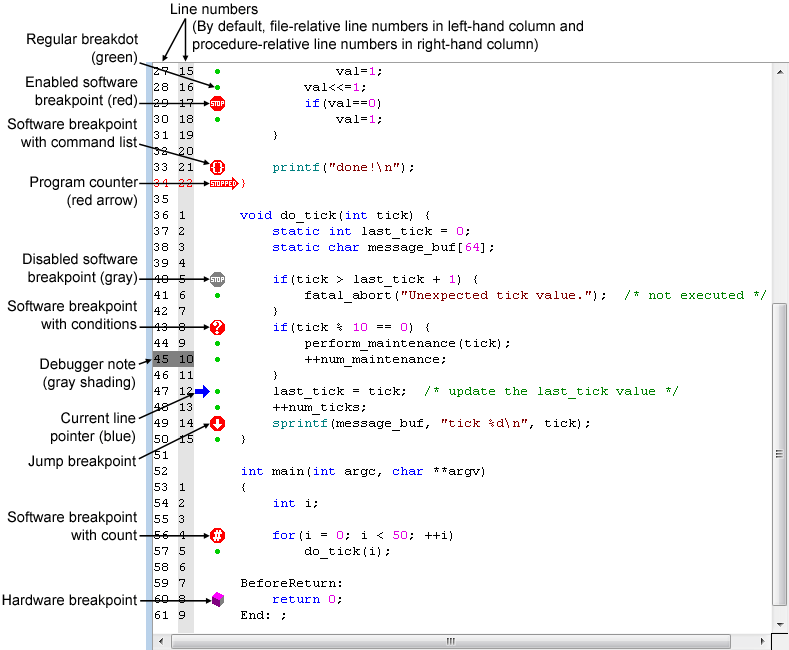 Line numbers
(By default, file-relative line numbers in left-hand column and
procedure-relative line numbers in right-hand column)
Regular breakdot
(green)
Enabled software
breakpoint (red)
Software breakpoint
with command list
Program counter
(red arrow)
Disabled software
breakpoint (gray)
Software breakpoint
with conditions
Debugger note
(gray shading)
Current line
pointer (blue)
Jump breakpoint
Software breakpoint
with count
Hardware breakpoint
27 15 val=1;
28 16 val<<=1;
29 17 STOP if(val==0)
30 18 val=1;
31 19 }
32 20
33 21 printf("done!\n");
34 22 STOPPED }
35
36 1 void do_tick(int tick) {
37 2 static int last_tick = 0;
38 3 static char message_buf[64];
39 4
40 5 STOP if(tick > last_tick + 1) {
41 6 fatal_abort("Unexpected tick value."); /* not executed */
42 7 }
43 8 ? if(tick % 10 == 0) {
44 9 perform_maintenance(tick);
45 10 ++num_maintenance;
46 11 }
47 12 last_tick = tick; /* update the last_tick value */
48 13 ++num_ticks;
49 14 sprintf(message_buf, "tick %d\n", tick);
50 15 }
51
52 int main(int argc, char **argv)
53 1 {
54 2 int i;
55 3
56 4 # for(i = 0; i < 50; ++i)
57 5 do_tick(i);
58 6
59 7 BeforeReturn:
60 8 return 0;
61 9 End: ;